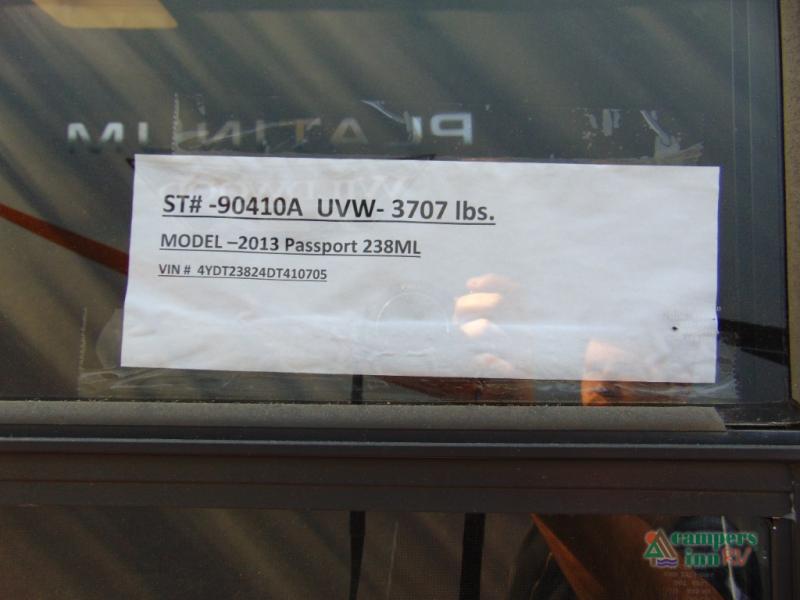 PLATINUM
ST# -90410A UVW- 3707 lbs.
MODEL –2013 Passport 238ML
VIN # 4YDT23824DT410705
campers
inn RV